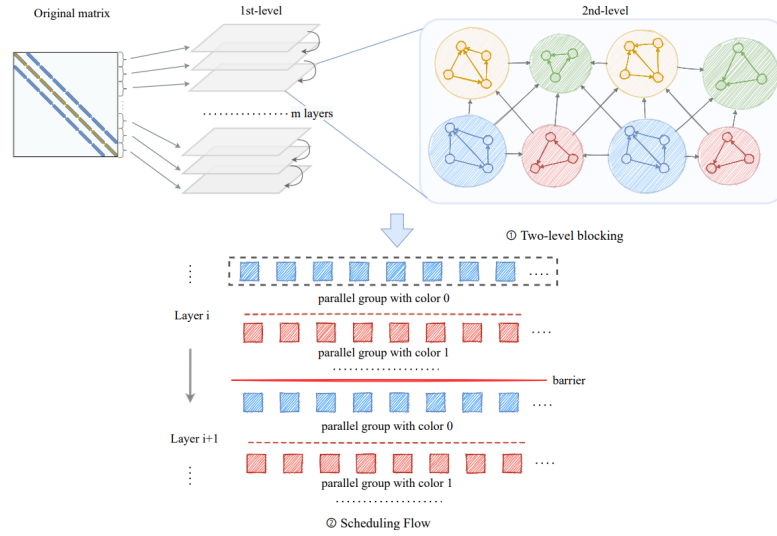 Original matrix
1st-level
2nd-level
m layers
① Two-level blocking
parallel group with color 0
Layer i
parallel group with color 1
barrier
parallel group with color 0
Layer i+1
parallel group with color 1
② Scheduling Flow